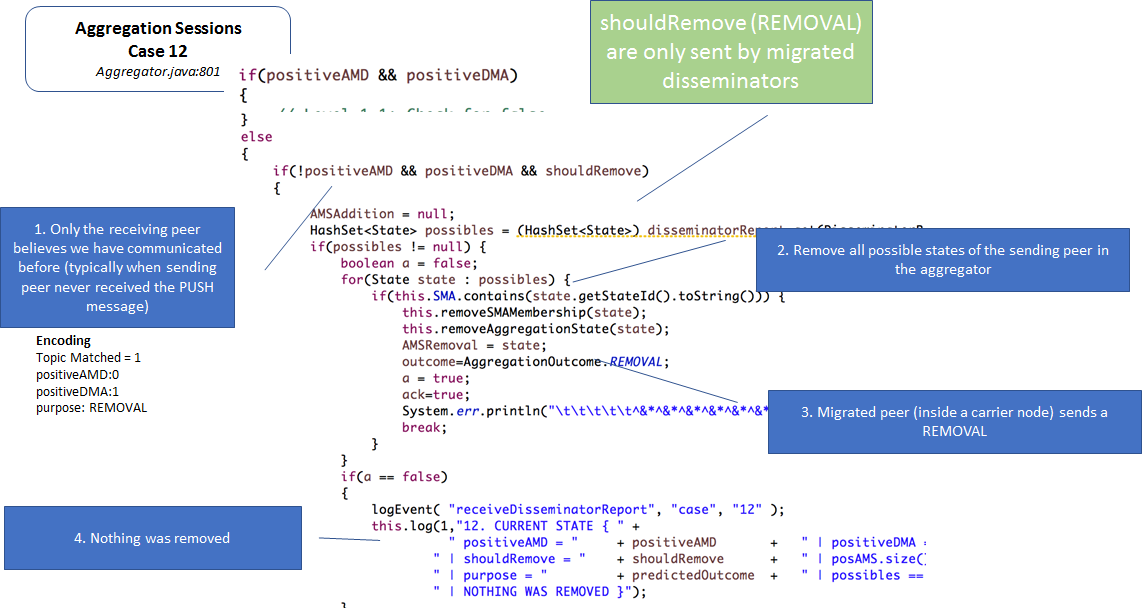 Aggregation Sessions
Case 12
Aggregator.java:801
shouldRemove (REMOVAL)
are only sent by migrated
disseminators
if(positiveAMD && positiveDMA)
{
}
else
{
if(!positiveAMD && positiveDMA && shouldRemove)
{
1. Only the receiving peer
believes we have communicated
before (typically when sending
peer never received the PUSH
message)
Encoding
Topic Matched = 1
positiveAMD:0
positiveDMA:1
purpose: REMOVAL
AMSAddition = null;
HashSet<State> possibles = (HashSet<State>)
if(possibles != null) {
boolean a = false;
for(State state : possibles) {
if(this.SMA.contains(state.getStateId().toString())) {
this.removeSMAMembership(state);
this.removeAggregationState(state);
AMSRemoval = state;
outcome=AggregationOutcome.REMOVAL;
a = true;
ack=true;
System.err.println("\t\t\t\t\t^&*^&*^&*^&*^&*^&*
break;
}
}
if(a == false)
{
logEvent( "receiveDisseminatorReport", "case", "12" );
this.log(1,"12. CURRENT STATE { " +
" positiveAMD = " + positiveAMD + " | positiveDMA =
" | shouldRemove = " + shouldRemove + " | posAMS.size()
" | purpose = " + predictedOutcome + " | possibles ==
" | NOTHING WAS REMOVED }");
2. Remove all possible states of the sending peer in
the aggregator
3. Migrated peer (inside a carrier node) sends a
REMOVAL
4. Nothing was removed